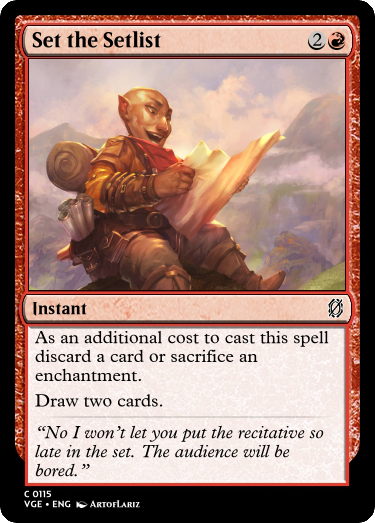 Set the Setlist 2
Instant
As an additional cost to cast this spell
discard a card or sacrifice an
enchantment.
Draw two cards.
“No I won’t let you put the recitative so
late in the set. The audience will be
bored.”
C 0115
VGE • ENG ArtofLariz